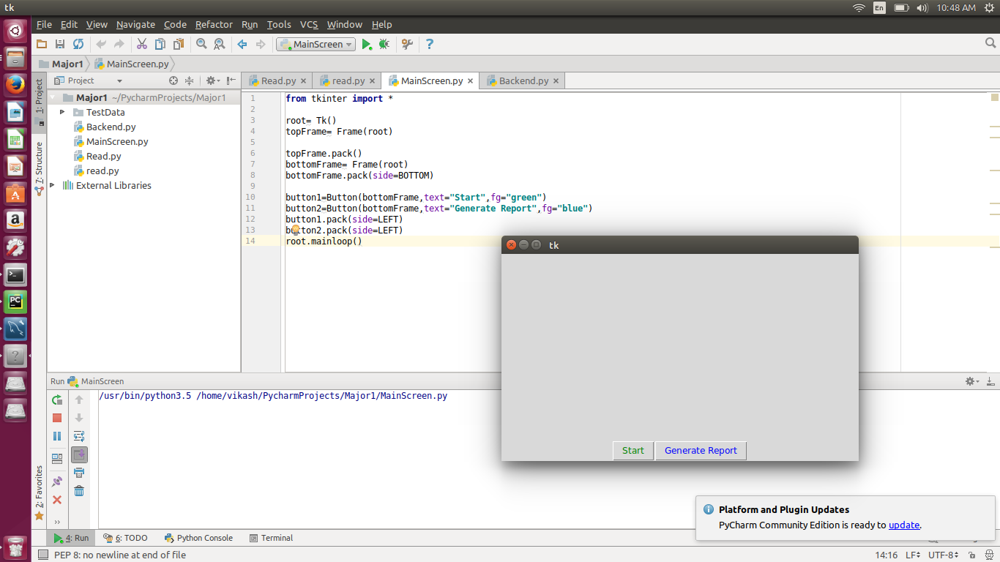 tk
En
10:48 AM
File Edit View Navigate Code Refactor Run Tools VCS Window Help
MainScreen
Major1 MainScreen.py
Project
Read.py read.py MainScreen.py Backend.py
1: Project
7: Structure
2: Favorites
Major1 ~/PycharmProjects/Major1
TestData
Backend.py
MainScreen.py
Read.py
read.py
External Libraries
1 from tkinter import *
2
3 root= Tk()
4 topFrame= Frame(root)
5
6 topFrame.pack()
7 bottomFrame= Frame(root)
8 bottomFrame.pack(side=BOTTOM)
9
10 button1=Button(bottomFrame,text="Start",fg="green")
11 button2=Button(bottomFrame,text="Generate Report",fg="blue")
12 button1.pack(side=LEFT)
13 button2.pack(side=LEFT)
14 root.mainloop()
tk
Start Generate Report
Run MainScreen
/usr/bin/python3.5 /home/vikash/PycharmProjects/Major1/MainScreen.py
Platform and Plugin Updates
PyCharm Community Edition is ready to update.
4: Run 6: TODO Python Console Terminal
PEP 8: no newline at end of file
14:16 LF UTF-8
PC